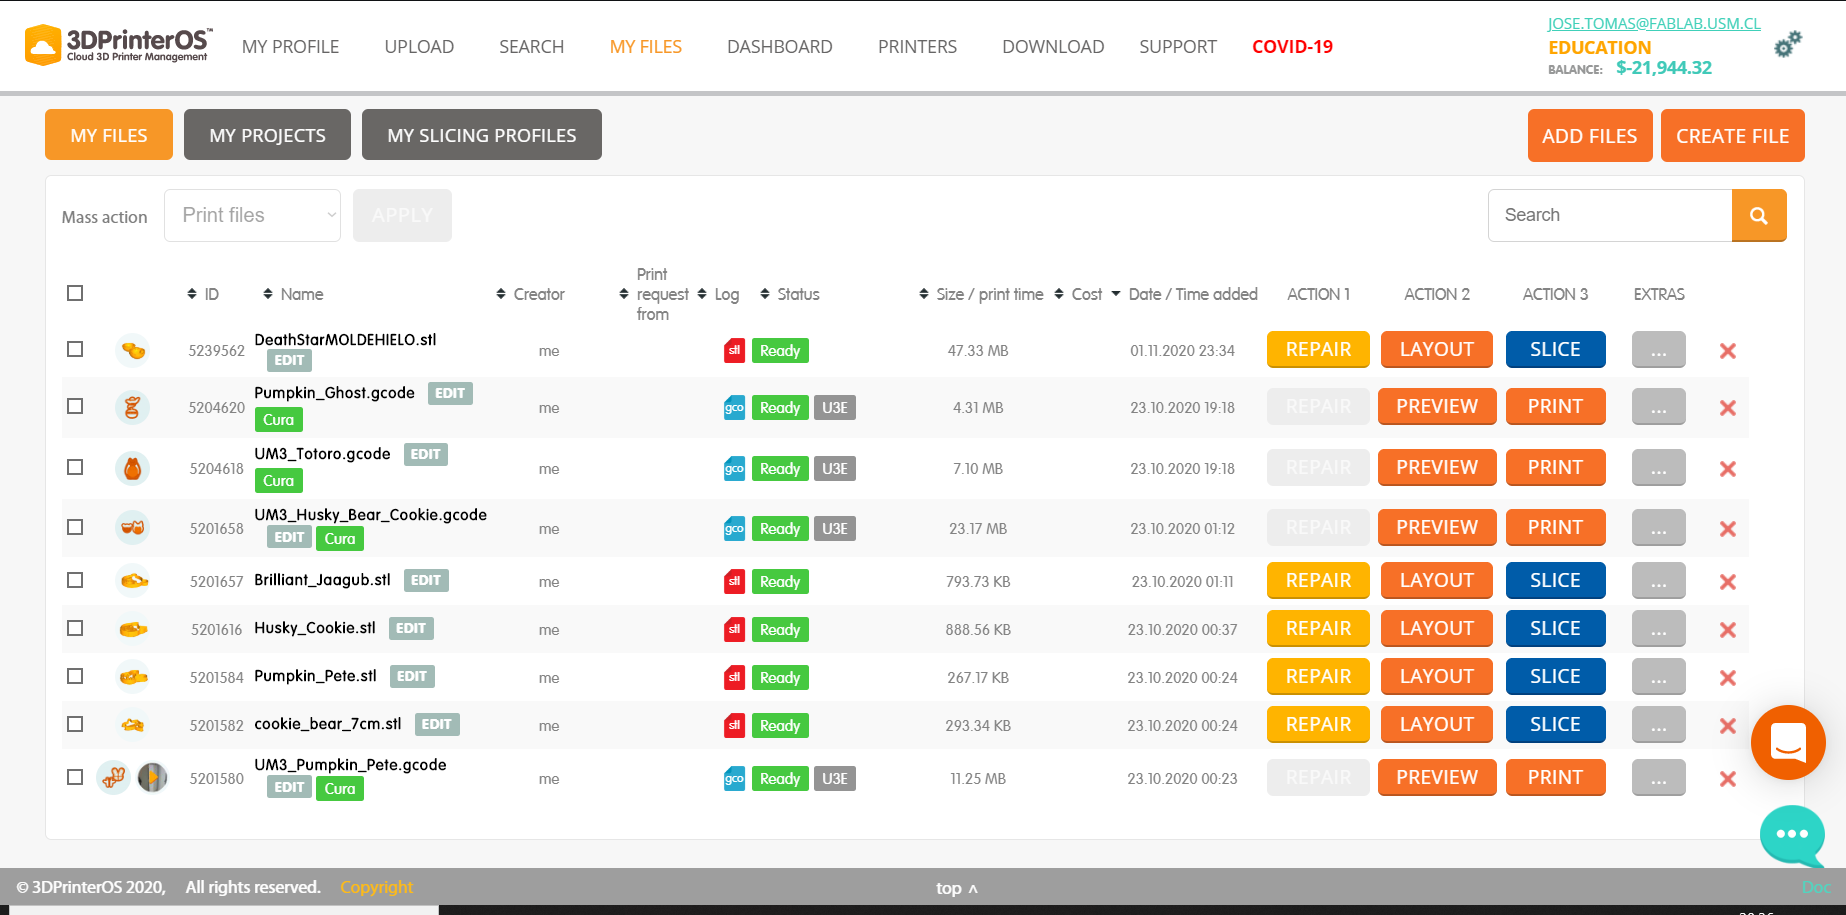 3DPrinterOS™
Cloud 3D Printer Management
MY PROFILE UPLOAD SEARCH MY FILES DASHBOARD PRINTERS DOWNLOAD SUPPORT COVID-19
JOSE.TOMAS@FABLAB.USM.CL
EDUCATION
BALANCE: $-21,944.32
MY FILES MY PROJECTS MY SLICING PROFILES ADD FILES CREATE FILE
Mass action Print files APPLY Search
ID Name Creator Print request from Log Status Size / print time Cost Date / Time added ACTION 1 ACTION 2 ACTION 3 EXTRAS
5239562 DeathStarMOLDEHIELO.stl EDIT me stl Ready 47.33 MB 01.11.2020 23:34 REPAIR LAYOUT SLICE ...
5204620 Pumpkin_Ghost.gcode EDIT Cura me gco Ready U3E 4.31 MB 23.10.2020 19:18 REPAIR PREVIEW PRINT ...
5204618 UM3_Totoro.gcode EDIT Cura me gco Ready U3E 7.10 MB 23.10.2020 19:18 REPAIR PREVIEW PRINT ...
5201658 UM3_Husky_Bear_Cookie.gcode EDIT Cura me gco Ready U3E 23.17 MB 23.10.2020 01:12 REPAIR PREVIEW PRINT ...
5201657 Brilliant_Jaagub.stl EDIT me stl Ready 793.73 KB 23.10.2020 01:11 REPAIR LAYOUT SLICE ...
5201616 Husky_Cookie.stl EDIT me stl Ready 888.56 KB 23.10.2020 00:37 REPAIR LAYOUT SLICE ...
5201584 Pumpkin_Pete.stl EDIT me stl Ready 267.17 KB 23.10.2020 00:24 REPAIR LAYOUT SLICE ...
5201582 cookie_bear_7cm.stl EDIT me stl Ready 293.34 KB 23.10.2020 00:24 REPAIR LAYOUT SLICE ...
5201580 UM3_Pumpkin_Pete.gcode EDIT Cura me gco Ready U3E 11.25 MB 23.10.2020 00:23 REPAIR PREVIEW PRINT ...
© 3DPrinterOS 2020, All rights reserved. Copyright top ^ Doc